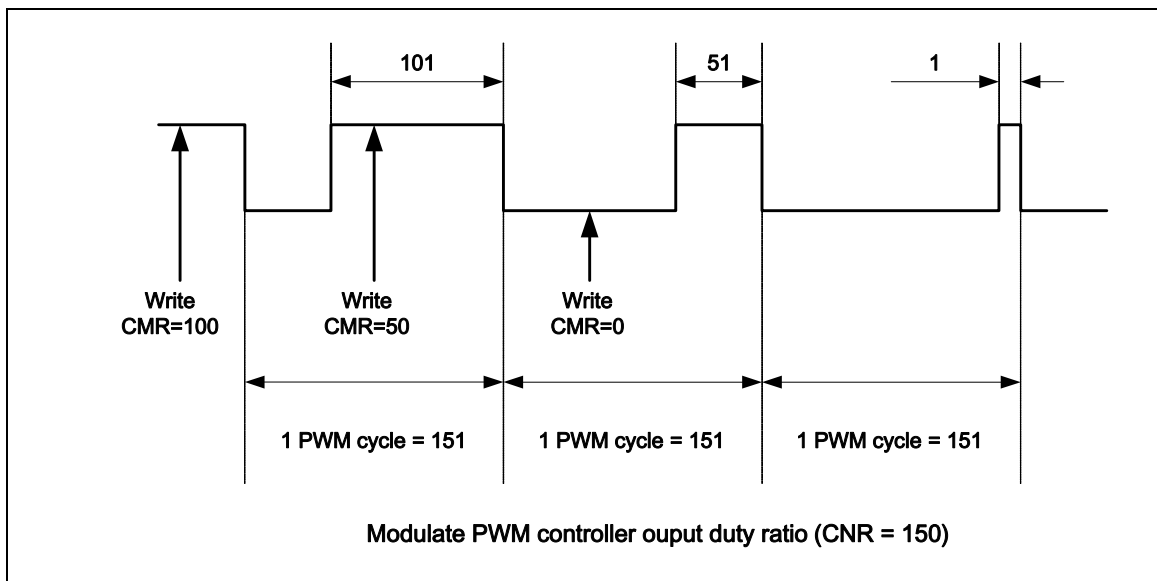 101
51
1
Write
CMR=100
Write
CMR=50
Write
CMR=0
1 PWM cycle = 151
1 PWM cycle = 151
1 PWM cycle = 151
Modulate PWM controller ouput duty ratio (CNR = 150)